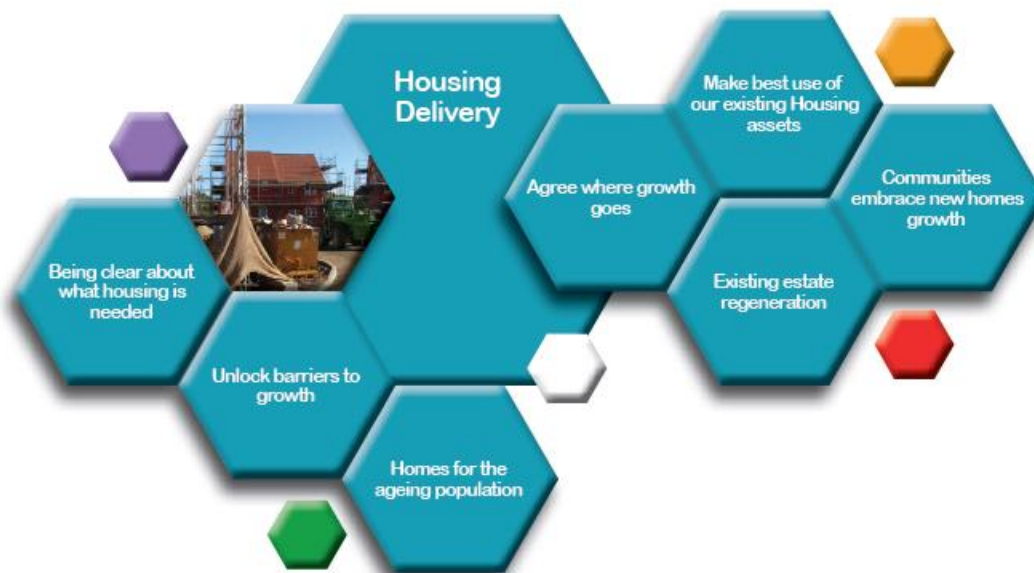 Housing
Delivery
Make best use of
our existing Housing
assets
Agree where growth
goes
Communities
embrace new homes
growth
Existing estate
regeneration
Being clear about
what housing is
needed
Unlock barriers to
growth
Homes for the
ageing population